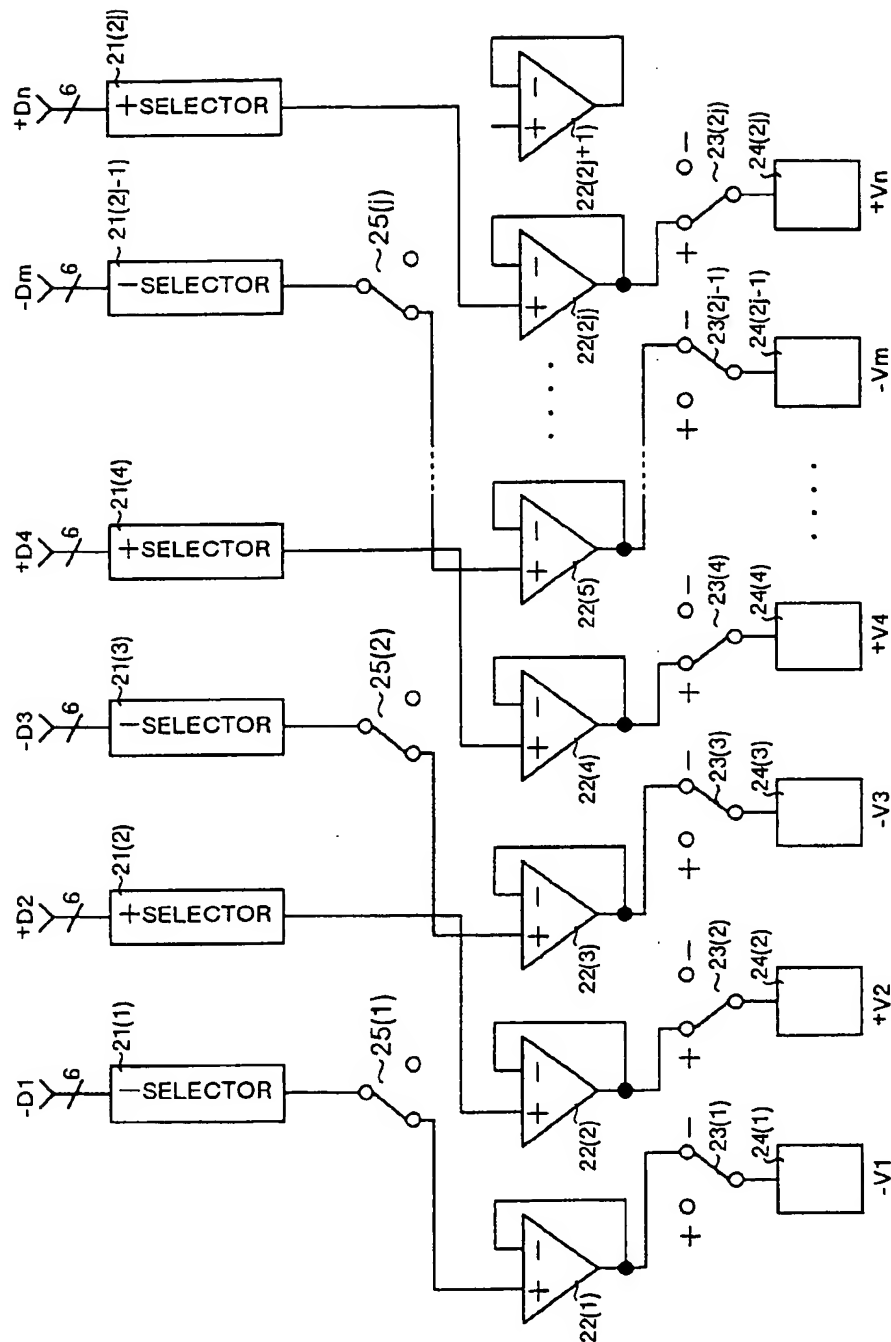 -D1 +D2 -D3 +D4 -Dm +Dn
6 6 6 6 6 6
21(1) 21(2) 21(3) 21(4) 21(2j-1) 21(2j)
−SELECTOR +SELECTOR −SELECTOR +SELECTOR −SELECTOR +SELECTOR
25(1) 25(2) 25(j)
+ − + − + − + − + − + − + −
22(1) 22(2) 22(3) 22(4) 22(5) 22(2j) 22(2j+1)
+ − + − + − + − + − + −
23(1) 23(2) 23(3) 23(4) 23(2j-1) 23(2j)
24(1) 24(2) 24(3) 24(4) 24(2j-1) 24(2j)
-V1 +V2 -V3 +V4 -Vm +Vn